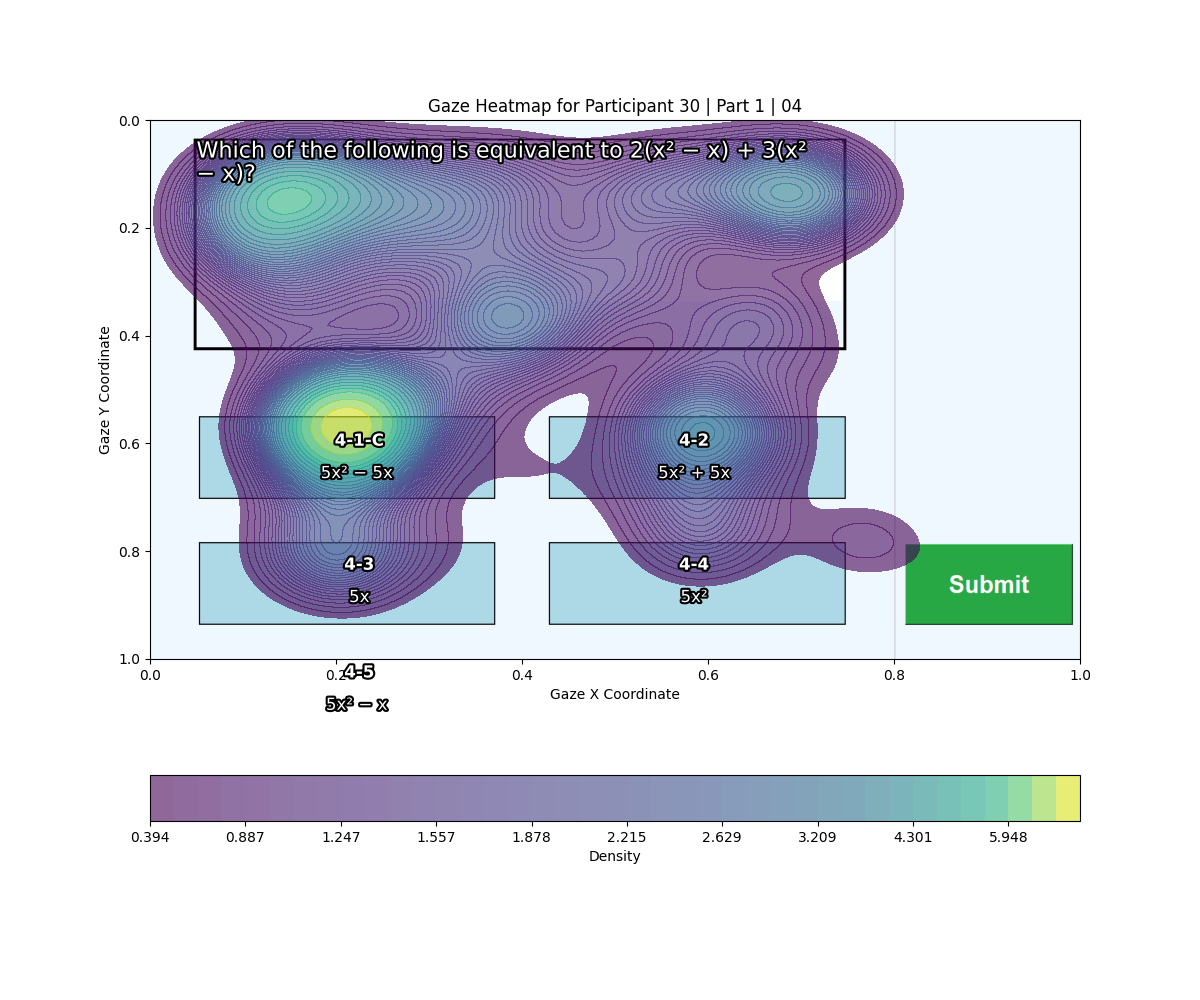 Gaze Heatmap for Participant 30 | Part 1 | 04
0.0
0.2
0.4
0.6
0.8
1.0
Gaze Y Coordinate
Which of the following is equivalent to 2(x² − x) + 3(x²
− x)?
4-1-C
5x² − 5x
4-2
5x² + 5x
4-3
5x
4-4
5x²
Submit
4-5
5x² − x
0.0 0.2 0.4 0.6 0.8 1.0
Gaze X Coordinate
0.394 0.887 1.247 1.557 1.878 2.215 2.629 3.209 4.301 5.948
Density